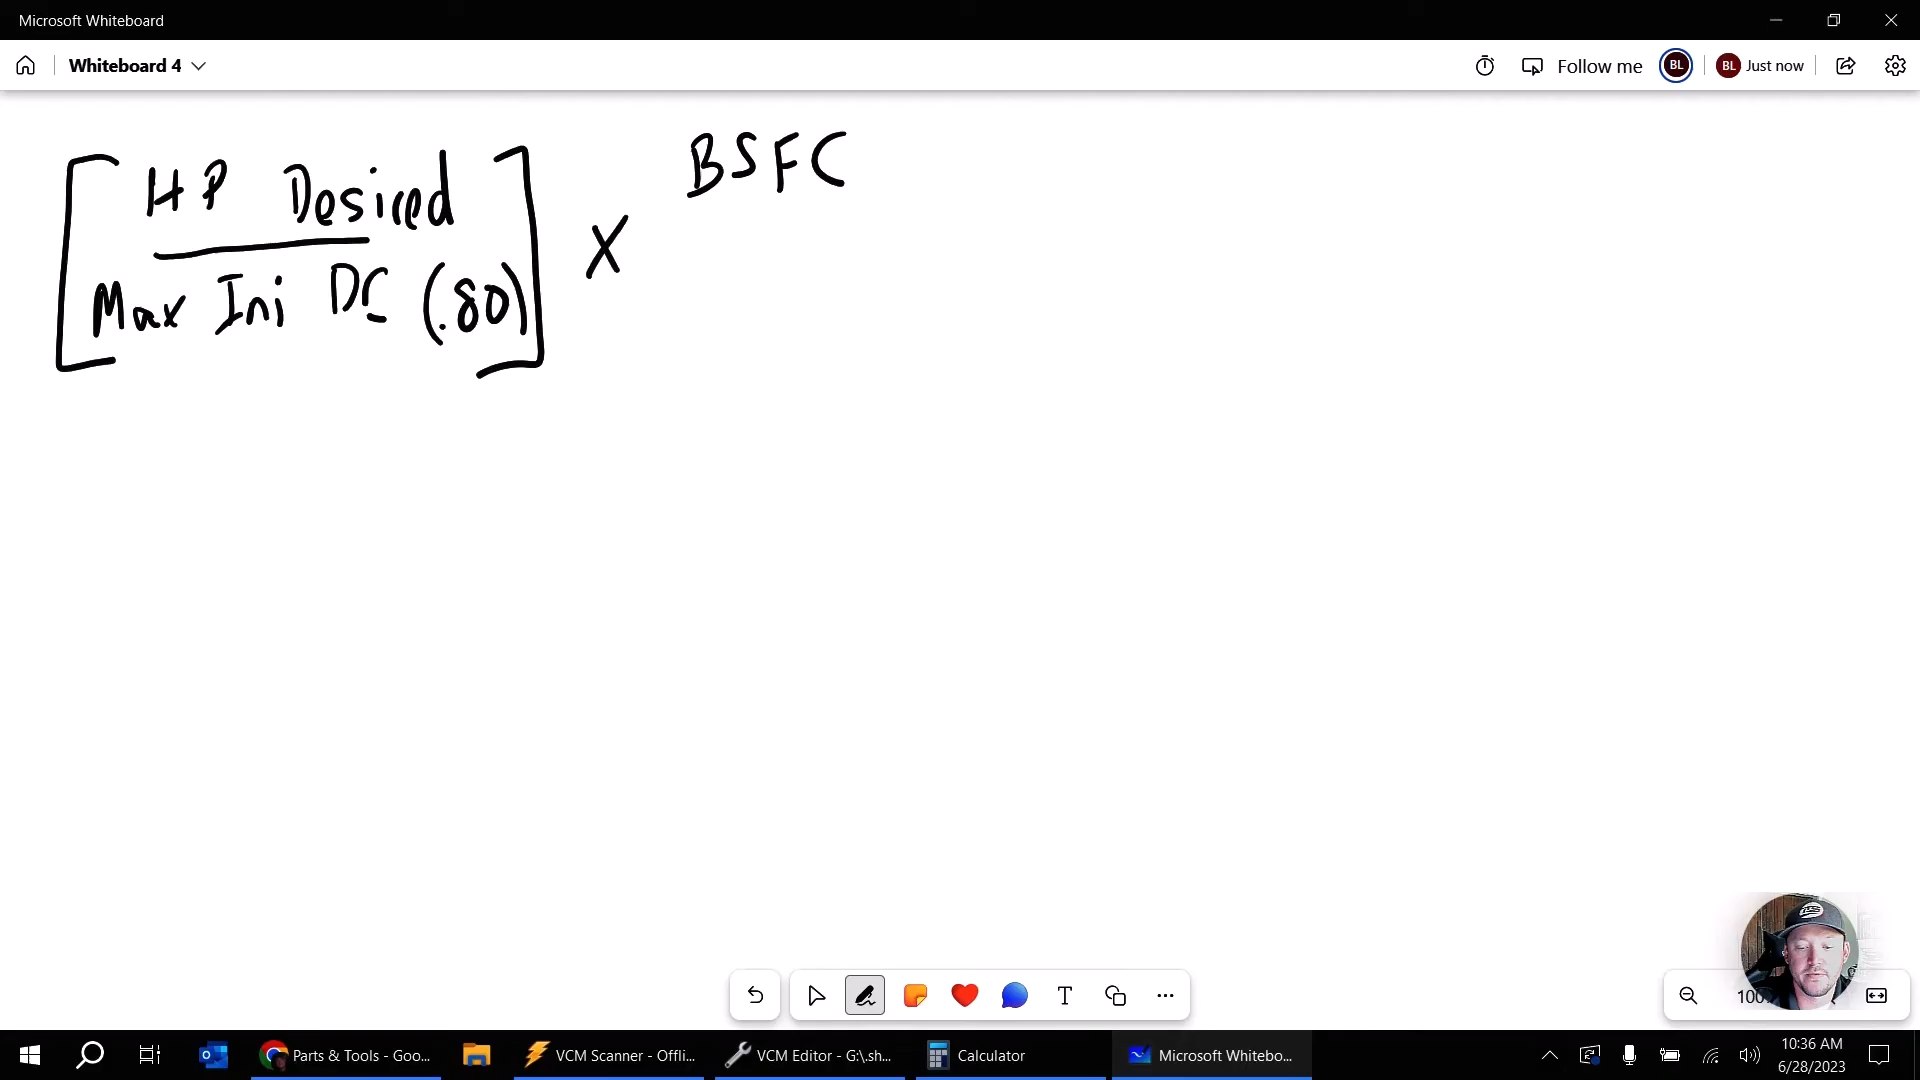 Microsoft Whiteboard
Whiteboard 4
Follow me
BL
BL
Just now
HP Desired
Max Inj DC (.80)
X
BSFC
T
Parts & Tools - Goo...
VCM Scanner - Offli...
VCM Editor - G:\.sh...
Calculator
Microsoft Whitebo...
10:36 AM
6/28/2023